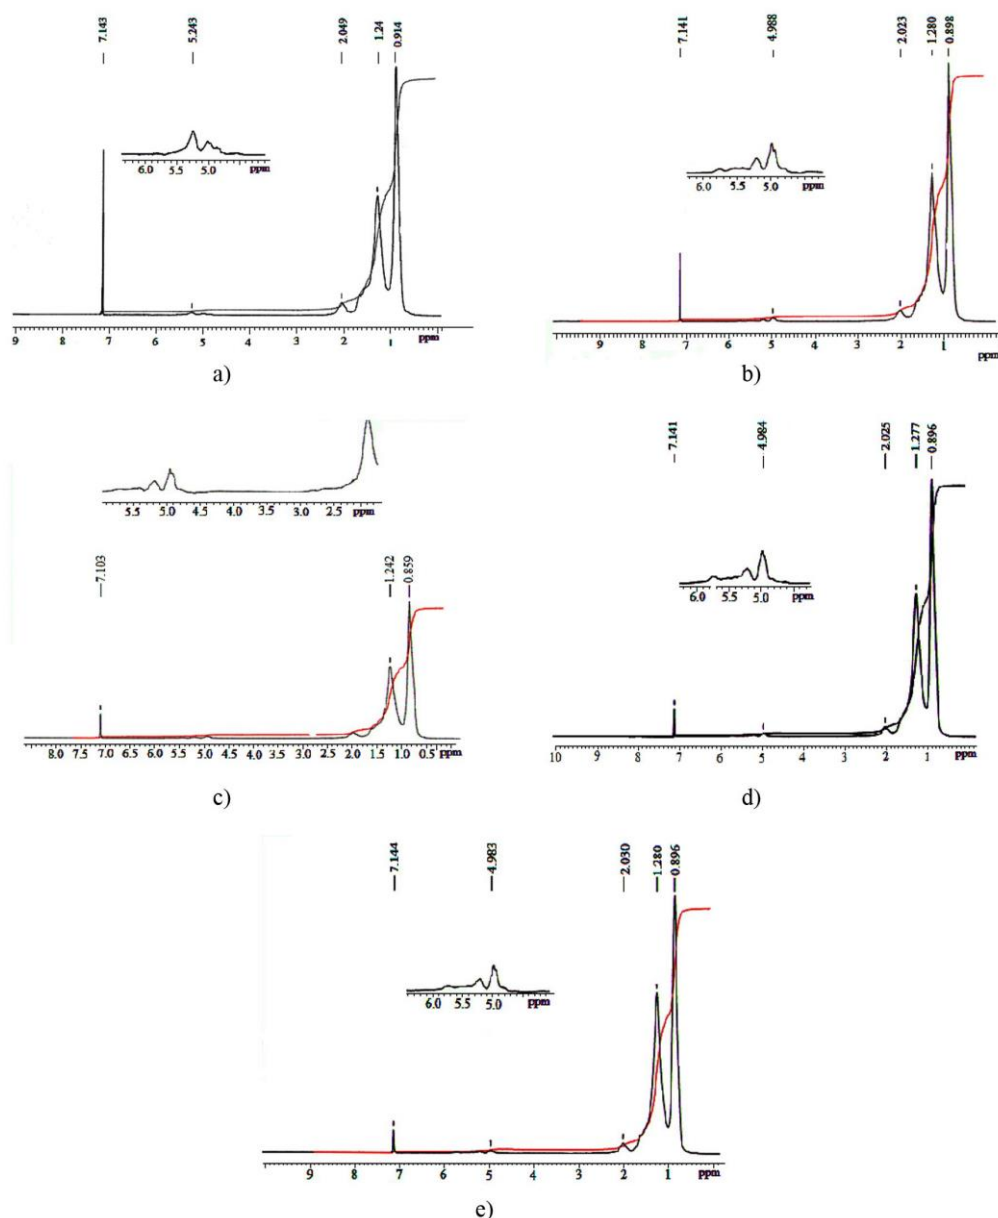 7.143 5.243 2.049 1.24 0.914
6.0 5.5 5.0 ppm
9 8 7 6 5 4 3 2 1 ppm
a)
7.141 4.988 2.023 1.280 0.898
6.0 5.5 5.0 ppm
9 8 7 6 5 4 3 2 1 ppm
b)
5.5 5.0 4.5 4.0 3.5 3.0 2.5 ppm
7.103 1.242 0.859
8.0 7.5 7.0 6.5 6.0 5.5 5.0 4.5 4.0 3.5 3.0 2.5 2.0 1.5 1.0 0.5 ppm
c)
7.141 4.984 2.025 1.277 0.896
6.0 5.5 5.0 ppm
10 9 8 7 6 5 4 3 2 1 ppm
d)
7.144 4.983 2.030 1.280 0.896
6.0 5.5 5.0 ppm
9 8 7 6 5 4 3 2 1 ppm
e)